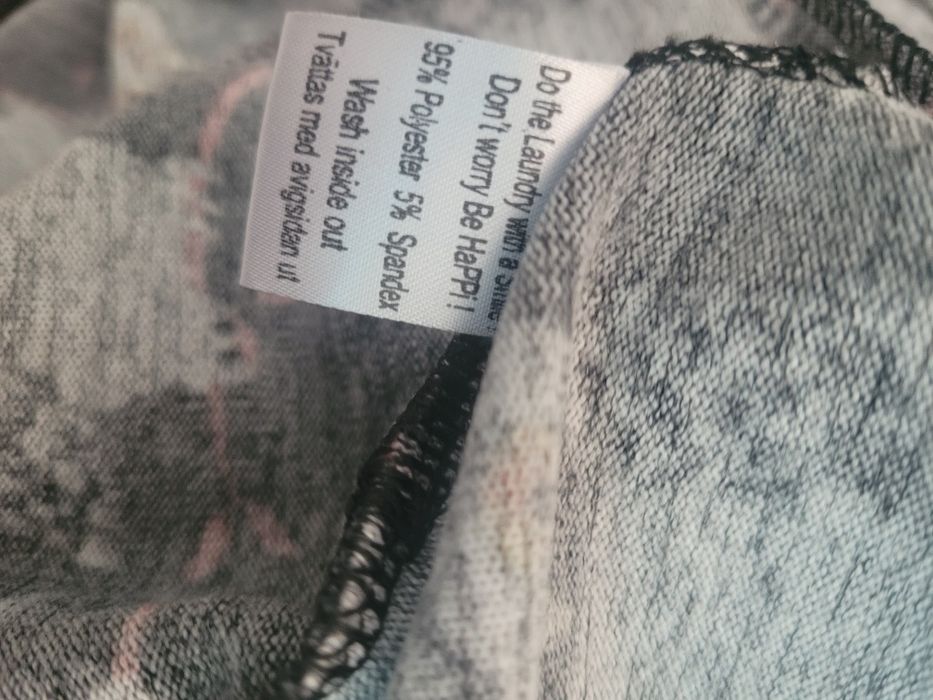 Do the Laundry with a Smile!
Don't worry Be HaPPi!
95% Polyester 5% Spandex
Wash inside out
Tvättas med avigsidan ut